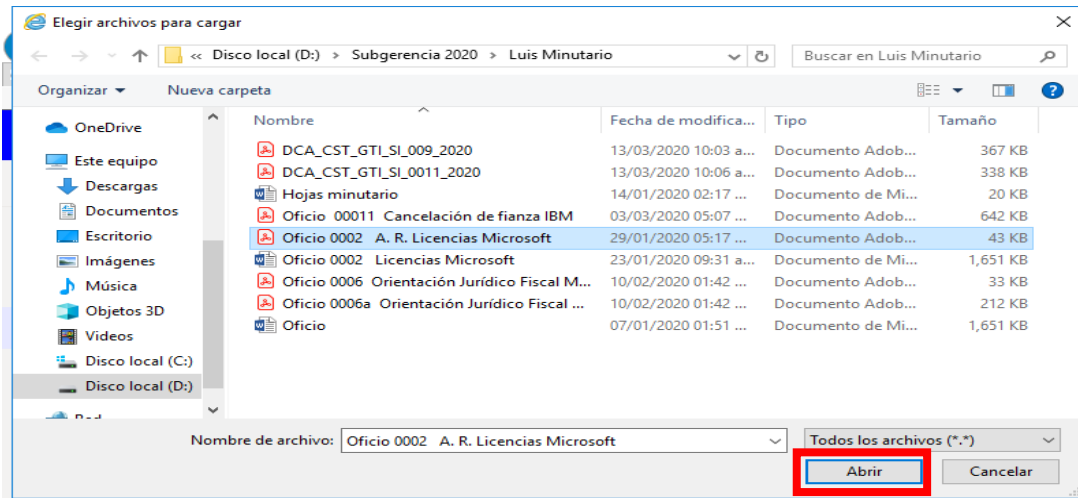 Elegir archivos para cargar
« Disco local (D:) > Subgerencia 2020 > Luis Minutario
Buscar en Luis Minutario
Organizar
Nueva carpeta
OneDrive
Este equipo
Descargas
Documentos
Escritorio
Imágenes
Música
Objetos 3D
Videos
Disco local (C:)
Disco local (D:)
Nombre Fecha de modifica... Tipo Tamaño
DCA_CST_GTI_SI_009_2020 13/03/2020 10:03 a... Documento Adob... 367 KB
DCA_CST_GTI_SI_0011_2020 13/03/2020 10:06 a... Documento Adob... 338 KB
Hojas minutario 14/01/2020 02:17 ... Documento de Mi... 20 KB
Oficio 00011 Cancelación de fianza IBM 03/03/2020 05:07 ... Documento Adob... 642 KB
Oficio 0002 A. R. Licencias Microsoft 29/01/2020 05:17 ... Documento Adob... 43 KB
Oficio 0002 Licencias Microsoft 23/01/2020 09:31 a... Documento de Mi... 1,651 KB
Oficio 0006 Orientación Jurídico Fiscal M... 10/02/2020 01:42 ... Documento Adob... 33 KB
Oficio 0006a Orientación Jurídico Fiscal ... 10/02/2020 01:42 ... Documento Adob... 212 KB
Oficio 07/01/2020 01:51 ... Documento de Mi... 1,651 KB
Nombre de archivo: Oficio 0002 A. R. Licencias Microsoft
Todos los archivos (*.*)
Abrir
Cancelar